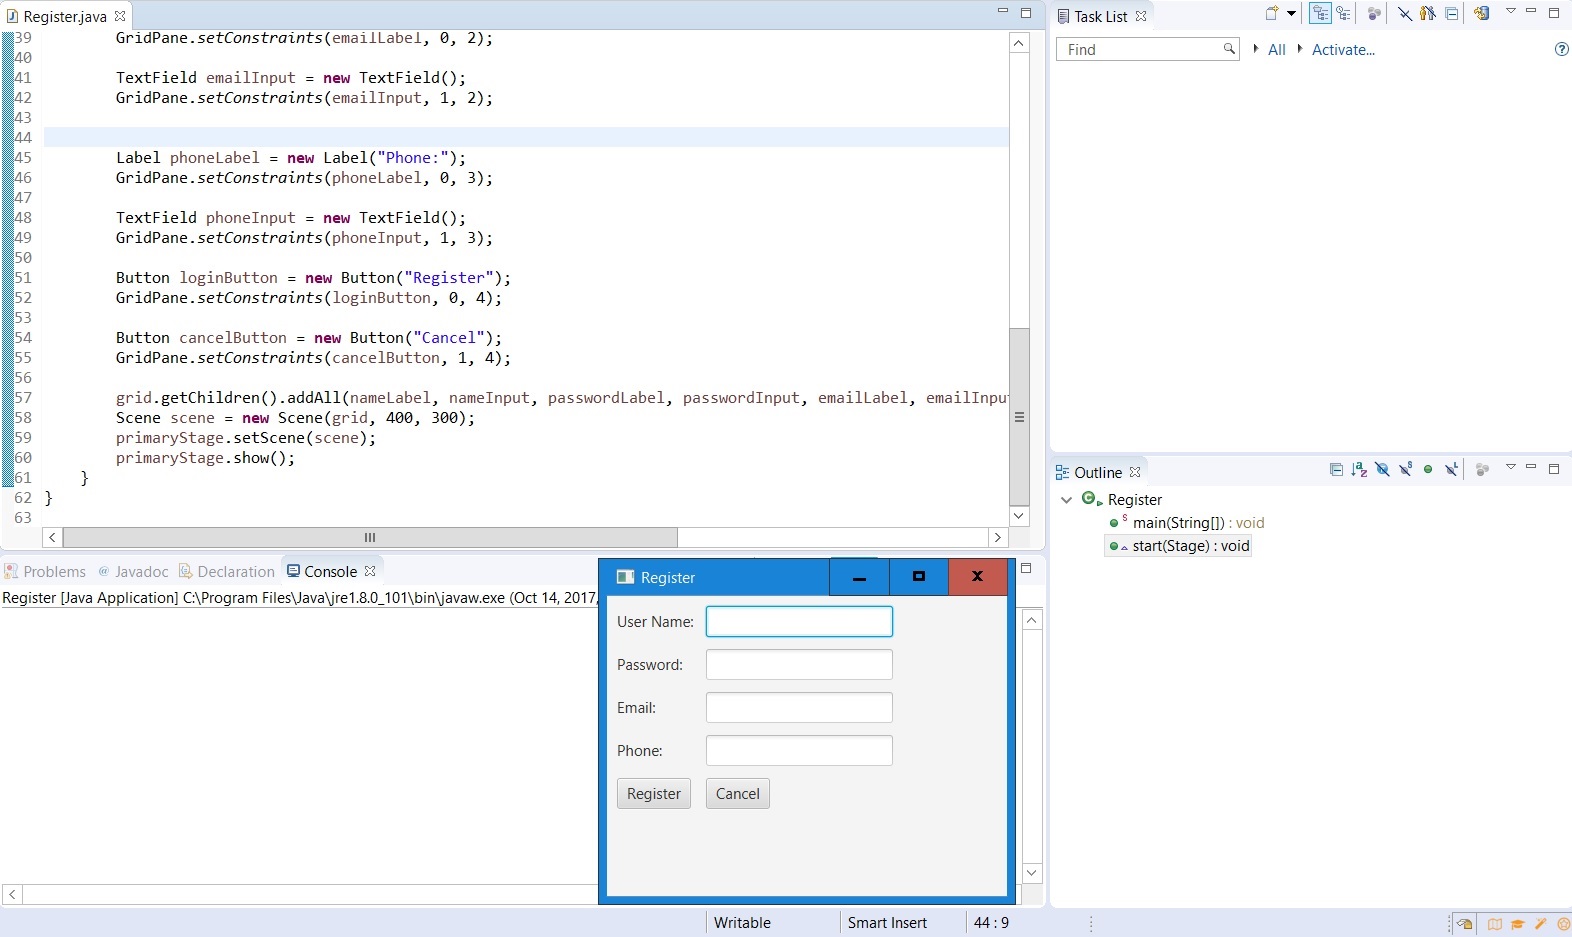 Register.java
39 GridPane.setConstraints(emailLabel, 0, 2);
40
41 TextField emailInput = new TextField();
42 GridPane.setConstraints(emailInput, 1, 2);
43
44
45 Label phoneLabel = new Label("Phone:");
46 GridPane.setConstraints(phoneLabel, 0, 3);
47
48 TextField phoneInput = new TextField();
49 GridPane.setConstraints(phoneInput, 1, 3);
50
51 Button loginButton = new Button("Register");
52 GridPane.setConstraints(loginButton, 0, 4);
53
54 Button cancelButton = new Button("Cancel");
55 GridPane.setConstraints(cancelButton, 1, 4);
56
57 grid.getChildren().addAll(nameLabel, nameInput, passwordLabel, passwordInput, emailLabel, emailInpu
58 Scene scene = new Scene(grid, 400, 300);
59 primaryStage.setScene(scene);
60 primaryStage.show();
61 }
62 }
63
Task List
Find All Activate...
Outline
Register
main(String[]) : void
start(Stage) : void
Problems @ Javadoc Declaration Console
Register [Java Application] C:\Program Files\Java\jre1.8.0_101\bin\javaw.exe (Oct 14, 2017,
Register
User Name:
Password:
Email:
Phone:
Register Cancel
Writable Smart Insert 44 : 9